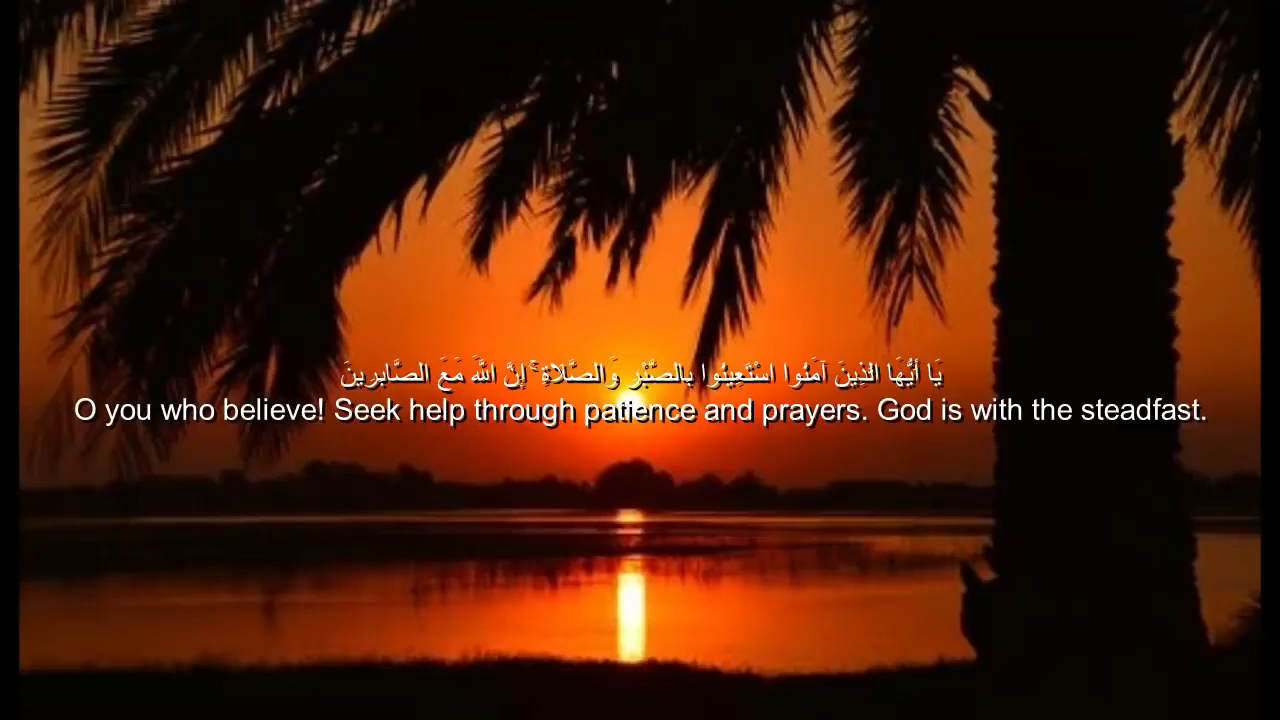 يَا أَيُّهَا الَّذِينَ آمَنُوا اسْتَعِينُوا بِالصَّبْرِ وَالصَّلَاةِ ۚ إِنَّ اللَّهَ مَعَ الصَّابِرِينَ
O you who believe! Seek help through patience and prayers. God is with the steadfast.